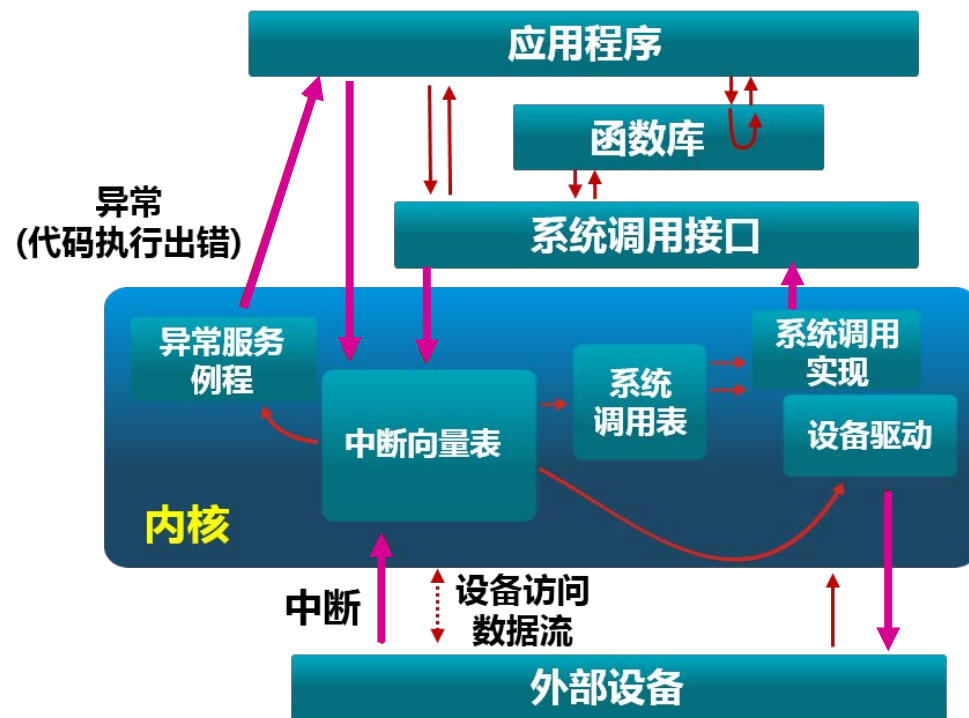 应用程序
函数库
异常
(代码执行出错)
系统调用接口
异常服务
例程
系统调用
实现
系统
调用表
中断向量表
设备驱动
内核
中断
设备访问
数据流
外部设备